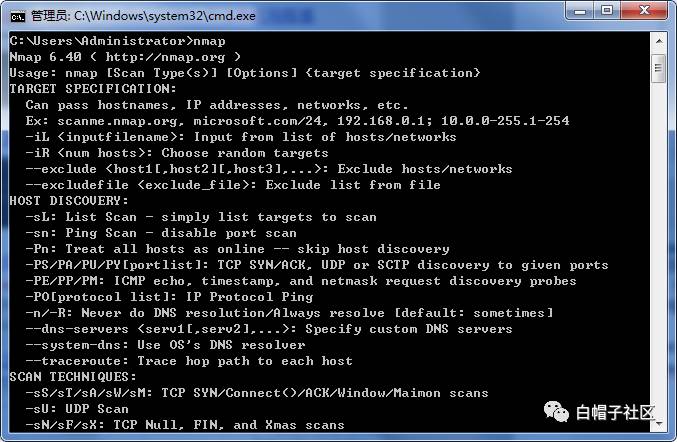 管理员: C:\Windows\system32\cmd.exe
C:\Users\Administrator>nmap
Nmap 6.40 ( http://nmap.org )
Usage: nmap [Scan Type(s)] [Options] {target specification}
TARGET SPECIFICATION:
  Can pass hostnames, IP addresses, networks, etc.
  Ex: scanme.nmap.org, microsoft.com/24, 192.168.0.1; 10.0.0-255.1-254
  -iL <inputfilename>: Input from list of hosts/networks
  -iR <num hosts>: Choose random targets
  --exclude <host1[,host2][,host3],...>: Exclude hosts/networks
  --excludefile <exclude_file>: Exclude list from file
HOST DISCOVERY:
  -sL: List Scan - simply list targets to scan
  -sn: Ping Scan - disable port scan
  -Pn: Treat all hosts as online -- skip host discovery
  -PS/PA/PU/PY[portlist]: TCP SYN/ACK, UDP or SCTP discovery to given ports
  -PE/PP/PM: ICMP echo, timestamp, and netmask request discovery probes
  -PO[protocol list]: IP Protocol Ping
  -n/-R: Never do DNS resolution/Always resolve [default: sometimes]
  --dns-servers <serv1[,serv2],...>: Specify custom DNS servers
  --system-dns: Use OS's DNS resolver
  --traceroute: Trace hop path to each host
SCAN TECHNIQUES:
  -sS/sT/sA/sW/sM: TCP SYN/Connect()/ACK/Window/Maimon scans
  -sU: UDP Scan
  -sN/sF/sX: TCP Null, FIN, and Xmas scans
白帽子社区